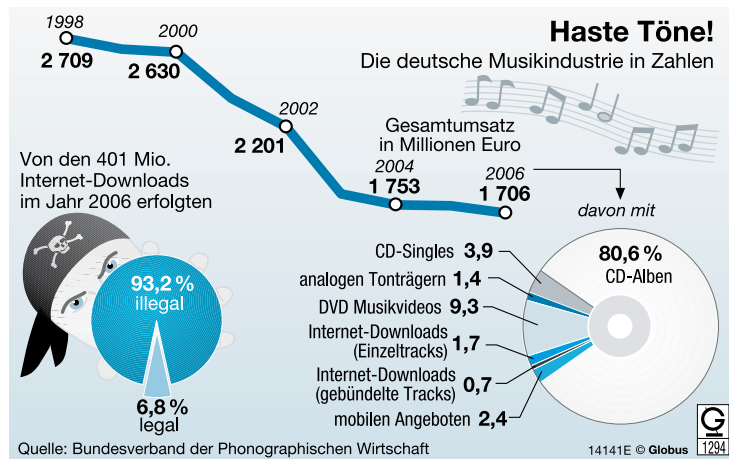 Haste Töne!
Die deutsche Musikindustrie in Zahlen
1998
2 709
2000
2 630
2002
2 201
Gesamtumsatz
in Millionen Euro
2004
1 753
2006
1 706
Von den 401 Mio.
Internet-Downloads
im Jahr 2006 erfolgten
93,2 %
illegal
6,8 %
legal
davon mit
80,6 %
CD-Alben
CD-Singles 3,9
analogen Tonträgern 1,4
DVD Musikvideos 9,3
Internet-Downloads
(Einzeltracks) 1,7
Internet-Downloads
(gebündelte Tracks) 0,7
mobilen Angeboten 2,4
Quelle: Bundesverband der Phonographischen Wirtschaft
14141E © Globus
G
1294